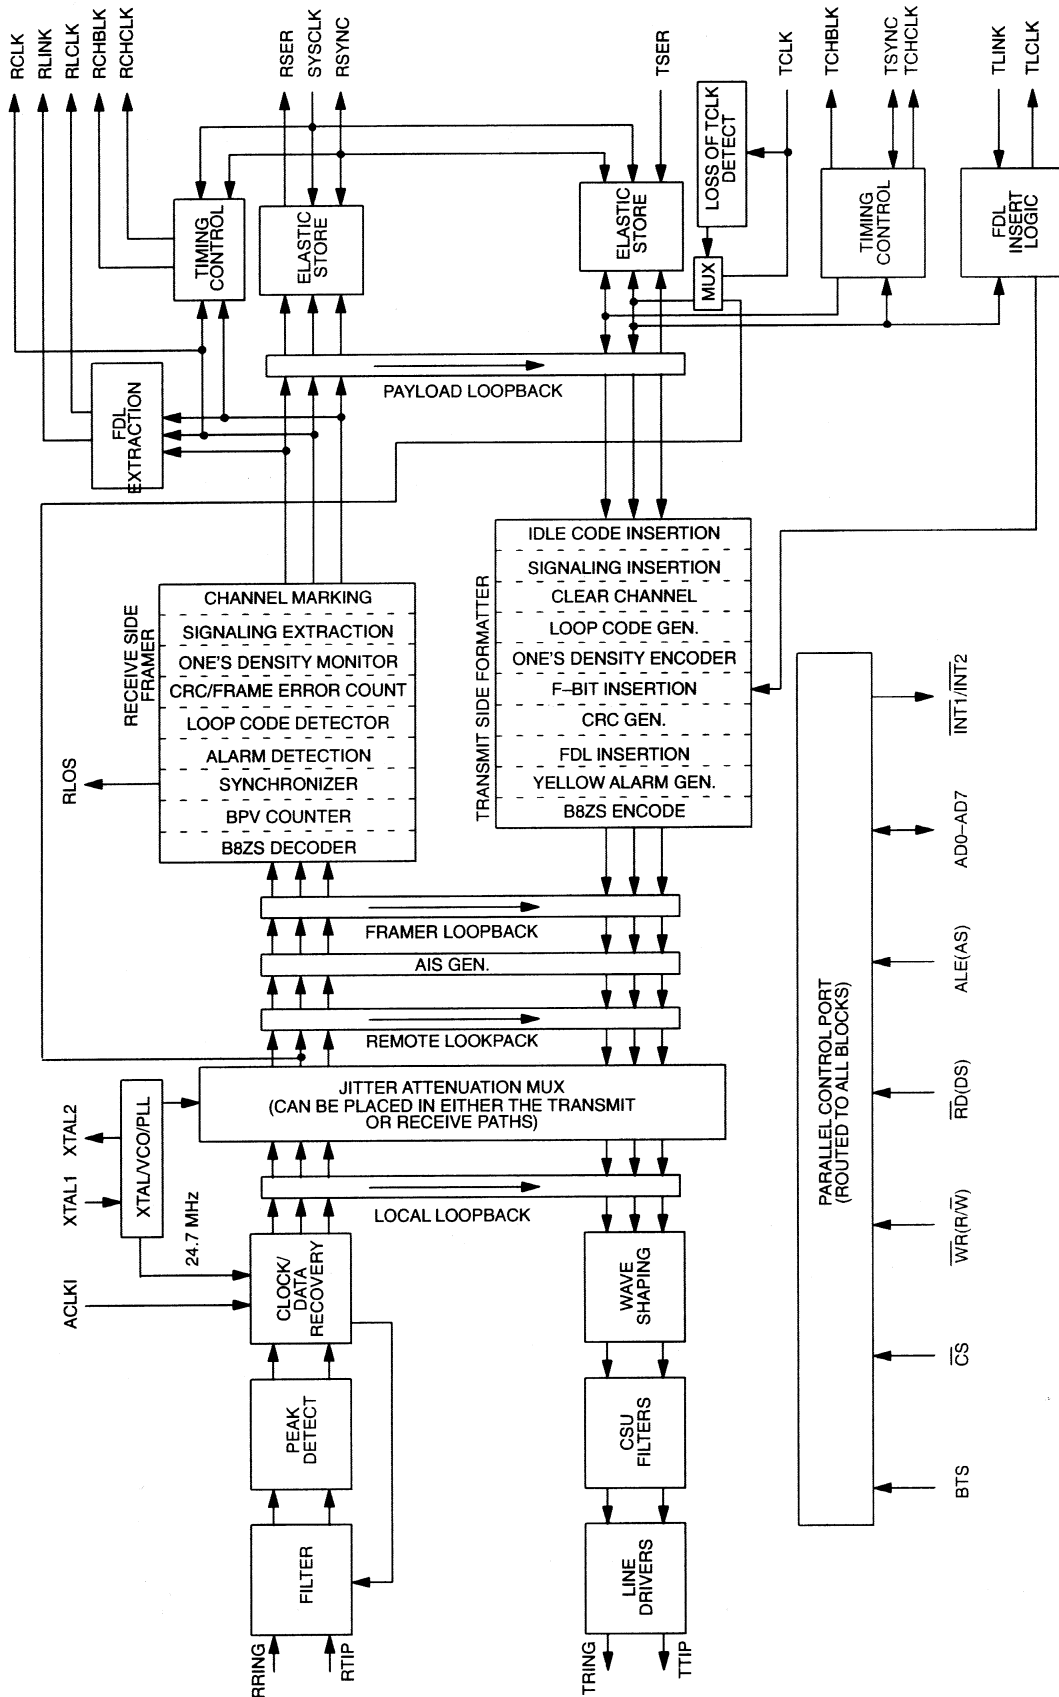 RCLK
RLINK
RLCLK
RCHBLK
RCHCLK
RSER
SYSCLK
RSYNC
TSER
TCLK
TCHBLK
TSYNC
TCHCLK
TLINK
TLCLK
LOSS OF TCLK
DETECT
TIMING
CONTROL
ELASTIC
STORE
ELASTIC
STORE
MUX
TIMING
CONTROL
FDL
INSERT
LOGIC
PAYLOAD LOOPBACK
FDL
EXTRACTION
RECEIVE SIDE
FRAMER
CHANNEL MARKING
SIGNALING EXTRACTION
ONE'S DENSITY MONITOR
CRC/FRAME ERROR COUNT
LOOP CODE DETECTOR
ALARM DETECTION
SYNCHRONIZER
BPV COUNTER
B8ZS DECODER
RLOS
TRANSMIT SIDE FORMATTER
IDLE CODE INSERTION
SIGNALING INSERTION
CLEAR CHANNEL
LOOP CODE GEN.
ONE'S DENSITY ENCODER
F–BIT INSERTION
CRC GEN.
FDL INSERTION
YELLOW ALARM GEN.
B8ZS ENCODE
FRAMER LOOPBACK
AIS GEN.
REMOTE LOOKPACK
JITTER ATTENUATION MUX
(CAN BE PLACED IN EITHER THE TRANSMIT
OR RECEIVE PATHS)
LOCAL LOOPBACK
XTAL2
XTAL1
XTAL/VCO/PLL
24.7 MHz
ACLKI
CLOCK/
DATA
RECOVERY
PEAK
DETECT
FILTER
RRING
RTIP
WAVE
SHAPING
CSU
FILTERS
LINE
DRIVERS
TRING
TTIP
PARALLEL CONTROL PORT
(ROUTED TO ALL BLOCKS)
INT1/INT2
AD0–AD7
ALE(AS)
RD(DS)
WR(R/W)
CS
BTS